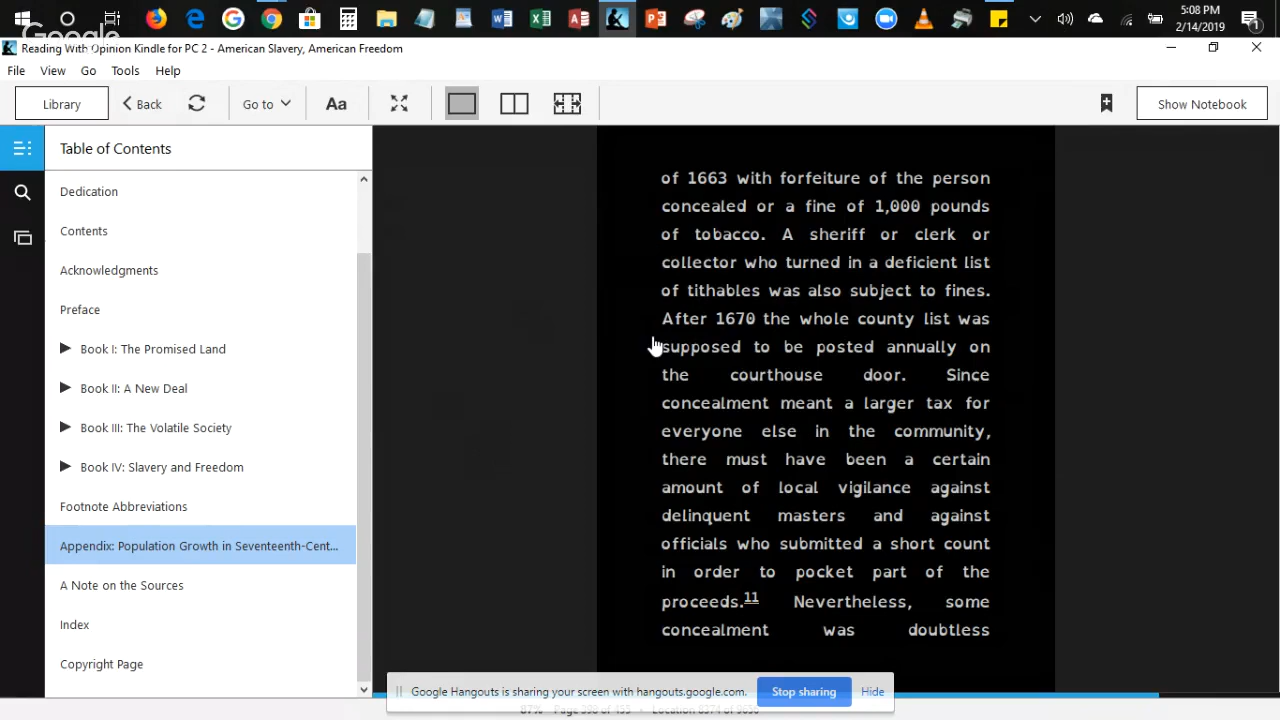 Google
5:08 PM
2/14/2019
Reading With Opinion Kindle for PC 2 - American Slavery, American Freedom
File View Go Tools Help
Library Back Go to Aa Show Notebook
Table of Contents
Dedication
Contents
Acknowledgments
Preface
Book I: The Promised Land
Book II: A New Deal
Book III: The Volatile Society
Book IV: Slavery and Freedom
Footnote Abbreviations
Appendix: Population Growth in Seventeenth-Cent...
A Note on the Sources
Index
Copyright Page
of 1663 with forfeiture of the person
concealed or a fine of 1,000 pounds
of tobacco. A sheriff or clerk or
collector who turned in a deficient list
of tithables was also subject to fines.
After 1670 the whole county list was
supposed to be posted annually on
the courthouse door. Since
concealment meant a larger tax for
everyone else in the community,
there must have been a certain
amount of local vigilance against
delinquent masters and against
officials who submitted a short count
in order to pocket part of the
proceeds.11 Nevertheless, some
concealment was doubtless
Google Hangouts is sharing your screen with hangouts.google.com. Stop sharing Hide